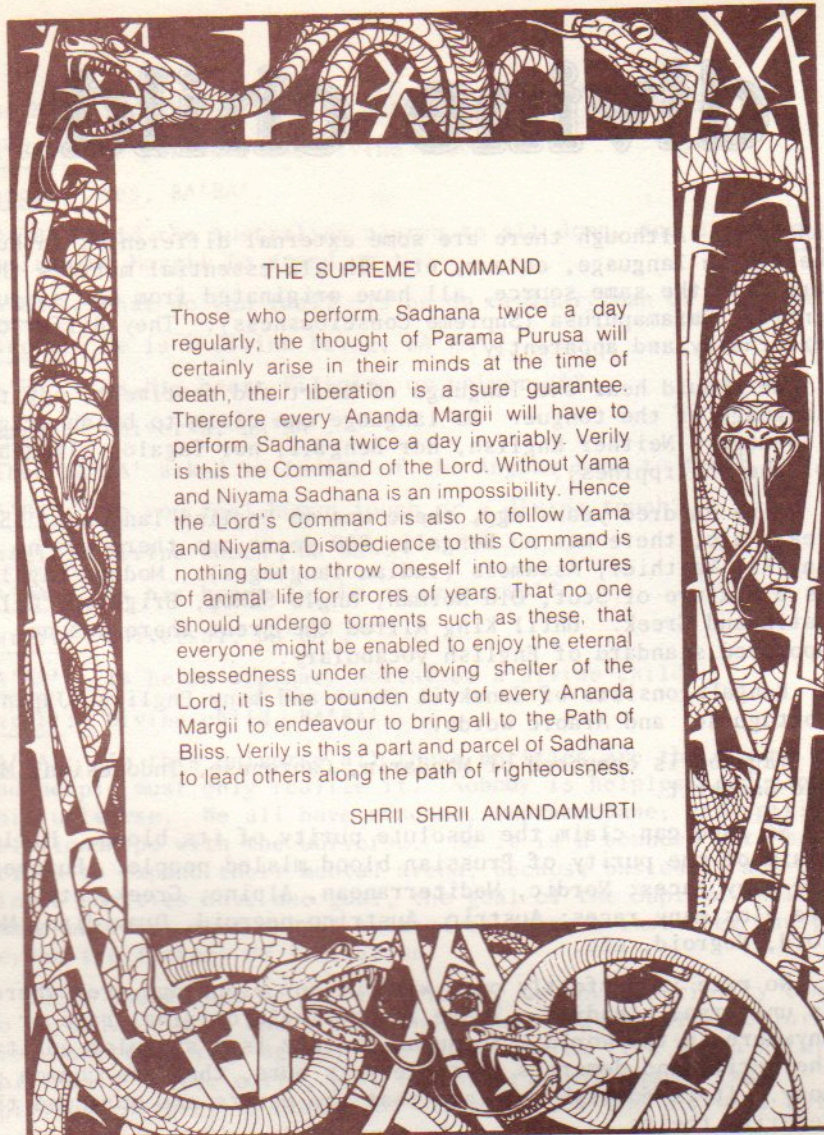 THE SUPREME COMMAND
Those who perform Sadhana twice a day
regularly, the thought of Parama Purusa will
certainly arise in their minds at the time of
death, their liberation is a sure guarantee.
Therefore every Ananda Margii will have to
perform Sadhana twice a day invariably. Verily
is this the Command of the Lord. Without Yama
and Niyama Sadhana is an impossibility. Hence
the Lord's Command is also to follow Yama
and Niyama. Disobedience to this Command is
nothing but to throw oneself into the tortures
of animal life for crores of years That no one
should undergo torments such as these, that
everyone might be enabled to enjoy the eternal
blessedness under the loving shelter of the
Lord, it is the bounden duty of every Ananda
Margii to endeavour to bring all to the Path of
Bliss. Verily is this a part and parcel of Sadhana
to lead others along the path of righteousness.
SHRII SHRII ANANDAMURTI